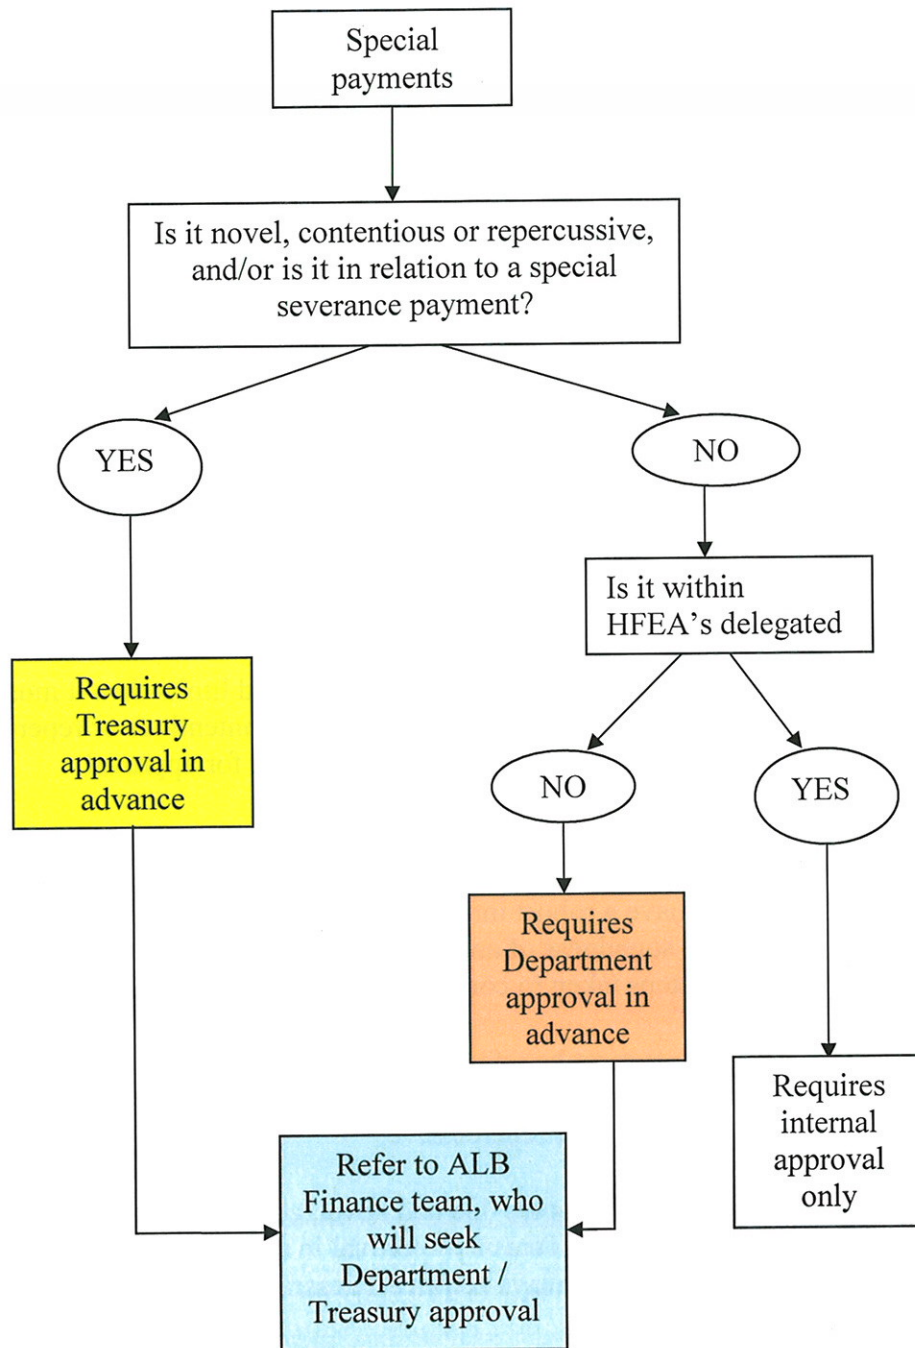 Special
payments
Is it novel, contentious or repercussive,
and/or is it in relation to a special
severance payment?
YES
NO
Is it within
HFEA's delegated
Requires
Treasury
approval in
advance
NO
YES
Requires
Department
approval in
advance
Requires
internal
approval
only
Refer to ALB
Finance team, who
will seek
Department /
Treasury approval